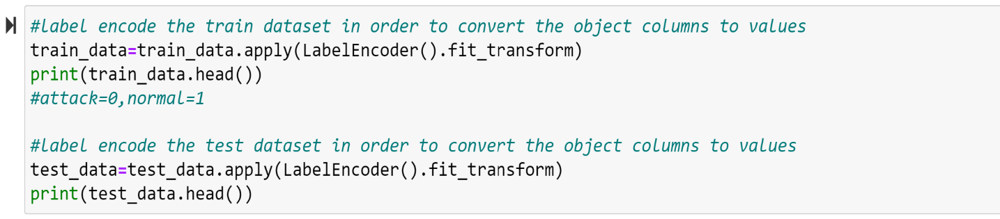 #label encode the train dataset in order to convert the object columns to values
train_data=train_data.apply(LabelEncoder().fit_transform)
print(train_data.head())
#attack=0,normal=1
#label encode the test dataset in order to convert the object columns to values
test_data=test_data.apply(LabelEncoder().fit_transform)
print(test_data.head())